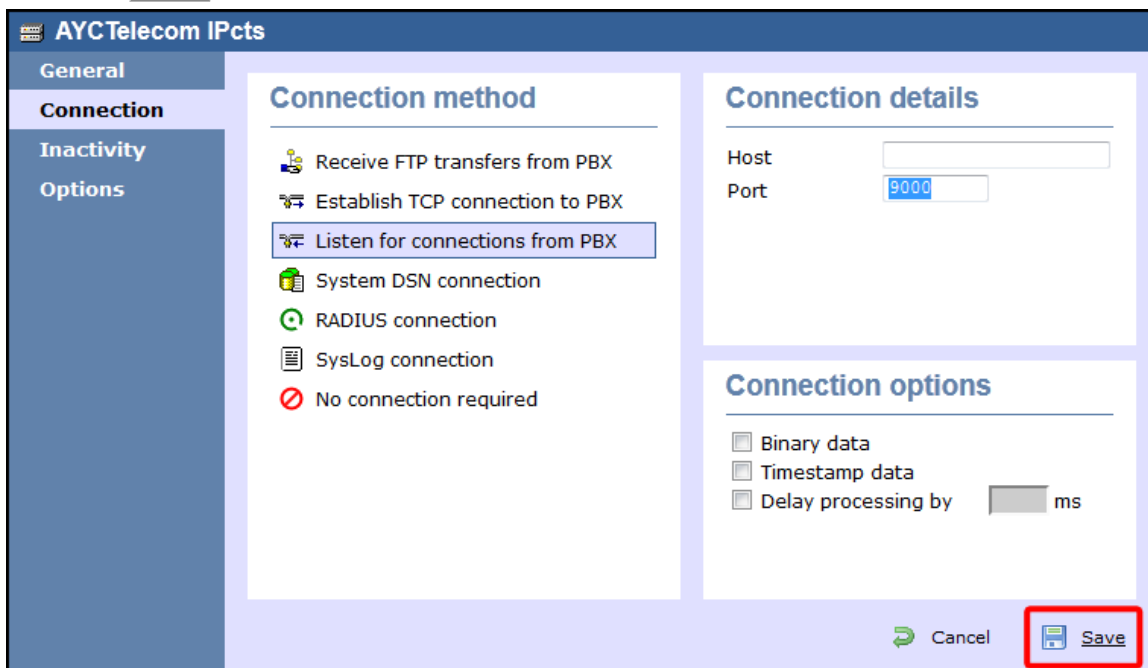 AYCTelecom IPcts
General
Connection
Inactivity
Options
Connection method
Receive FTP transfers from PBX
Establish TCP connection to PBX
Listen for connections from PBX
System DSN connection
RADIUS connection
SysLog connection
No connection required
Connection details
Host
Port 9000
Connection options
Binary data
Timestamp data
Delay processing by ms
Cancel Save